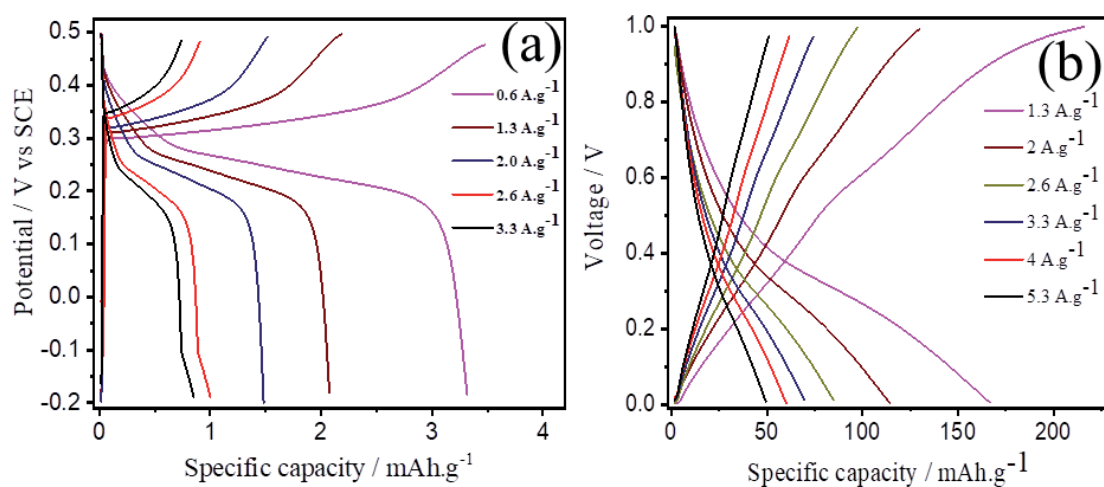 (a)
0.5
0.4
0.3
0.2
0.1
0.0
-0.1
-0.2
Potential / V vs SCE
0.6 A.g-1
1.3 A.g-1
2.0 A.g-1
2.6 A.g-1
3.3 A.g-1
0 1 2 3 4
Specific capacity / mAh.g-1
(b)
1.0
0.8
0.6
0.4
0.2
0.0
Voltage / V
1.3 A.g-1
2 A.g-1
2.6 A.g-1
3.3 A.g-1
4 A.g-1
5.3 A.g-1
0 50 100 150 200
Specific capacity / mAh.g-1